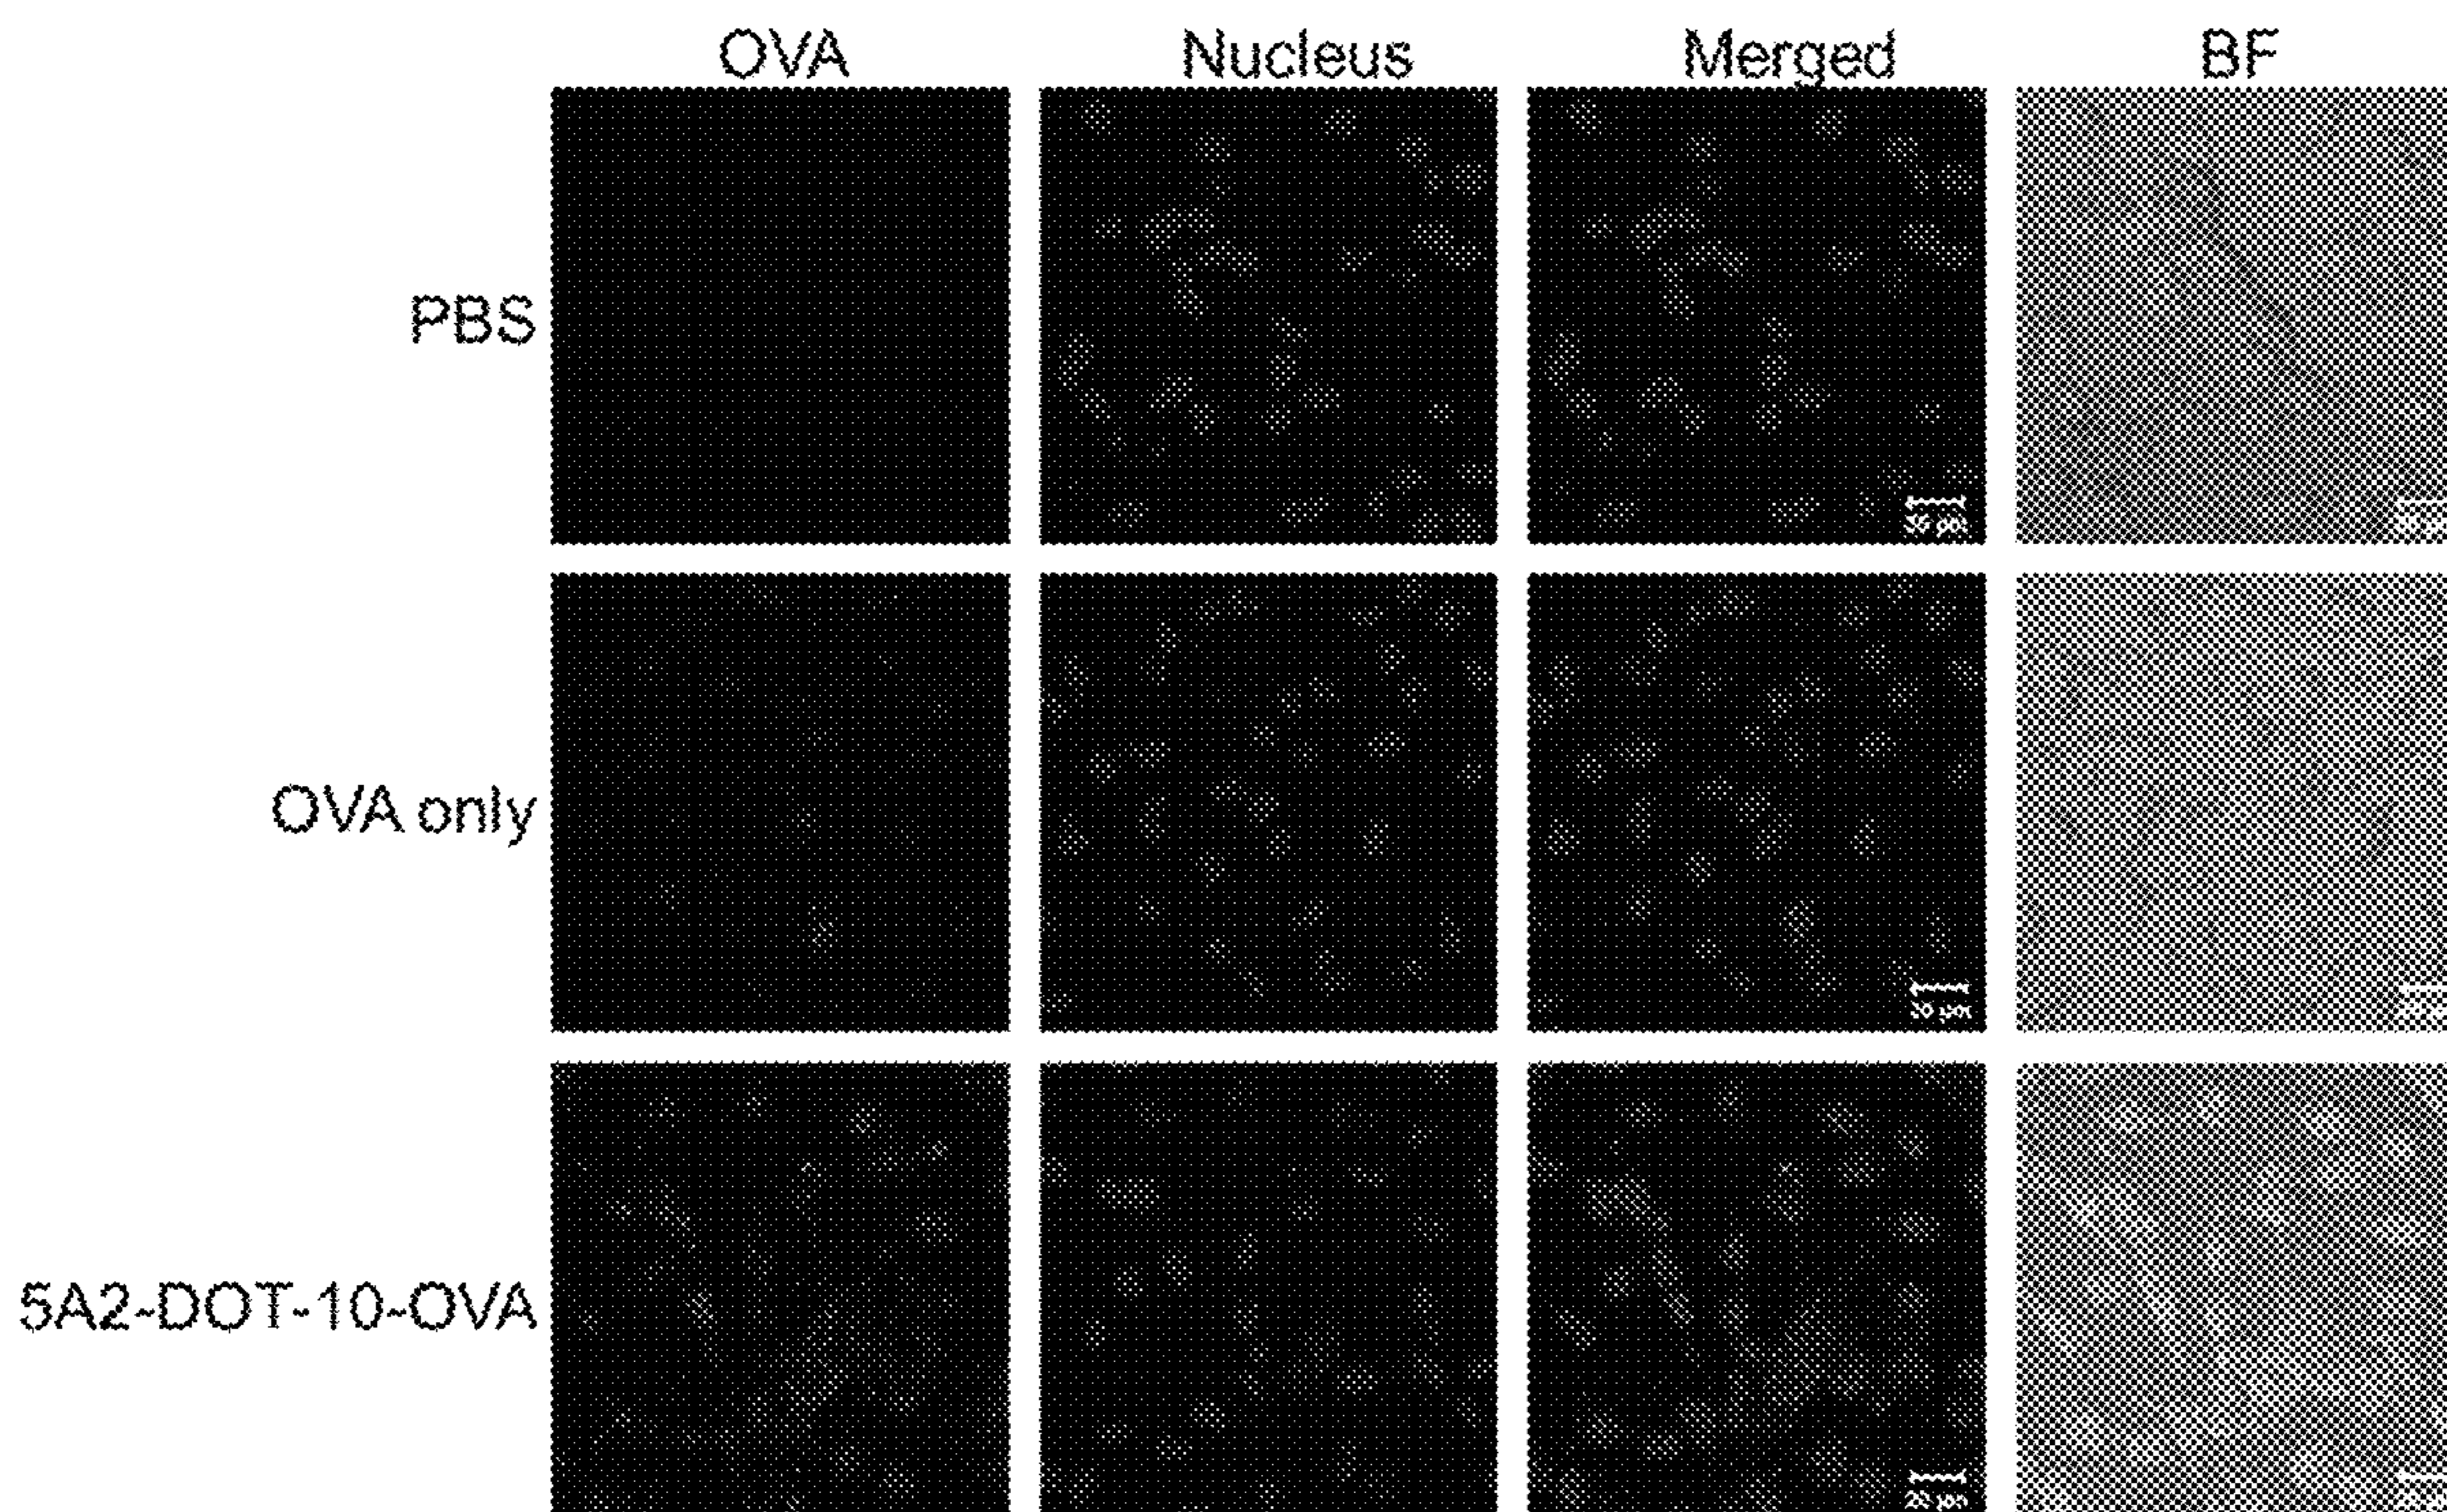 OVA Nucleus Merged BF
PBS
OVA only
5A2-DOT-10-OVA